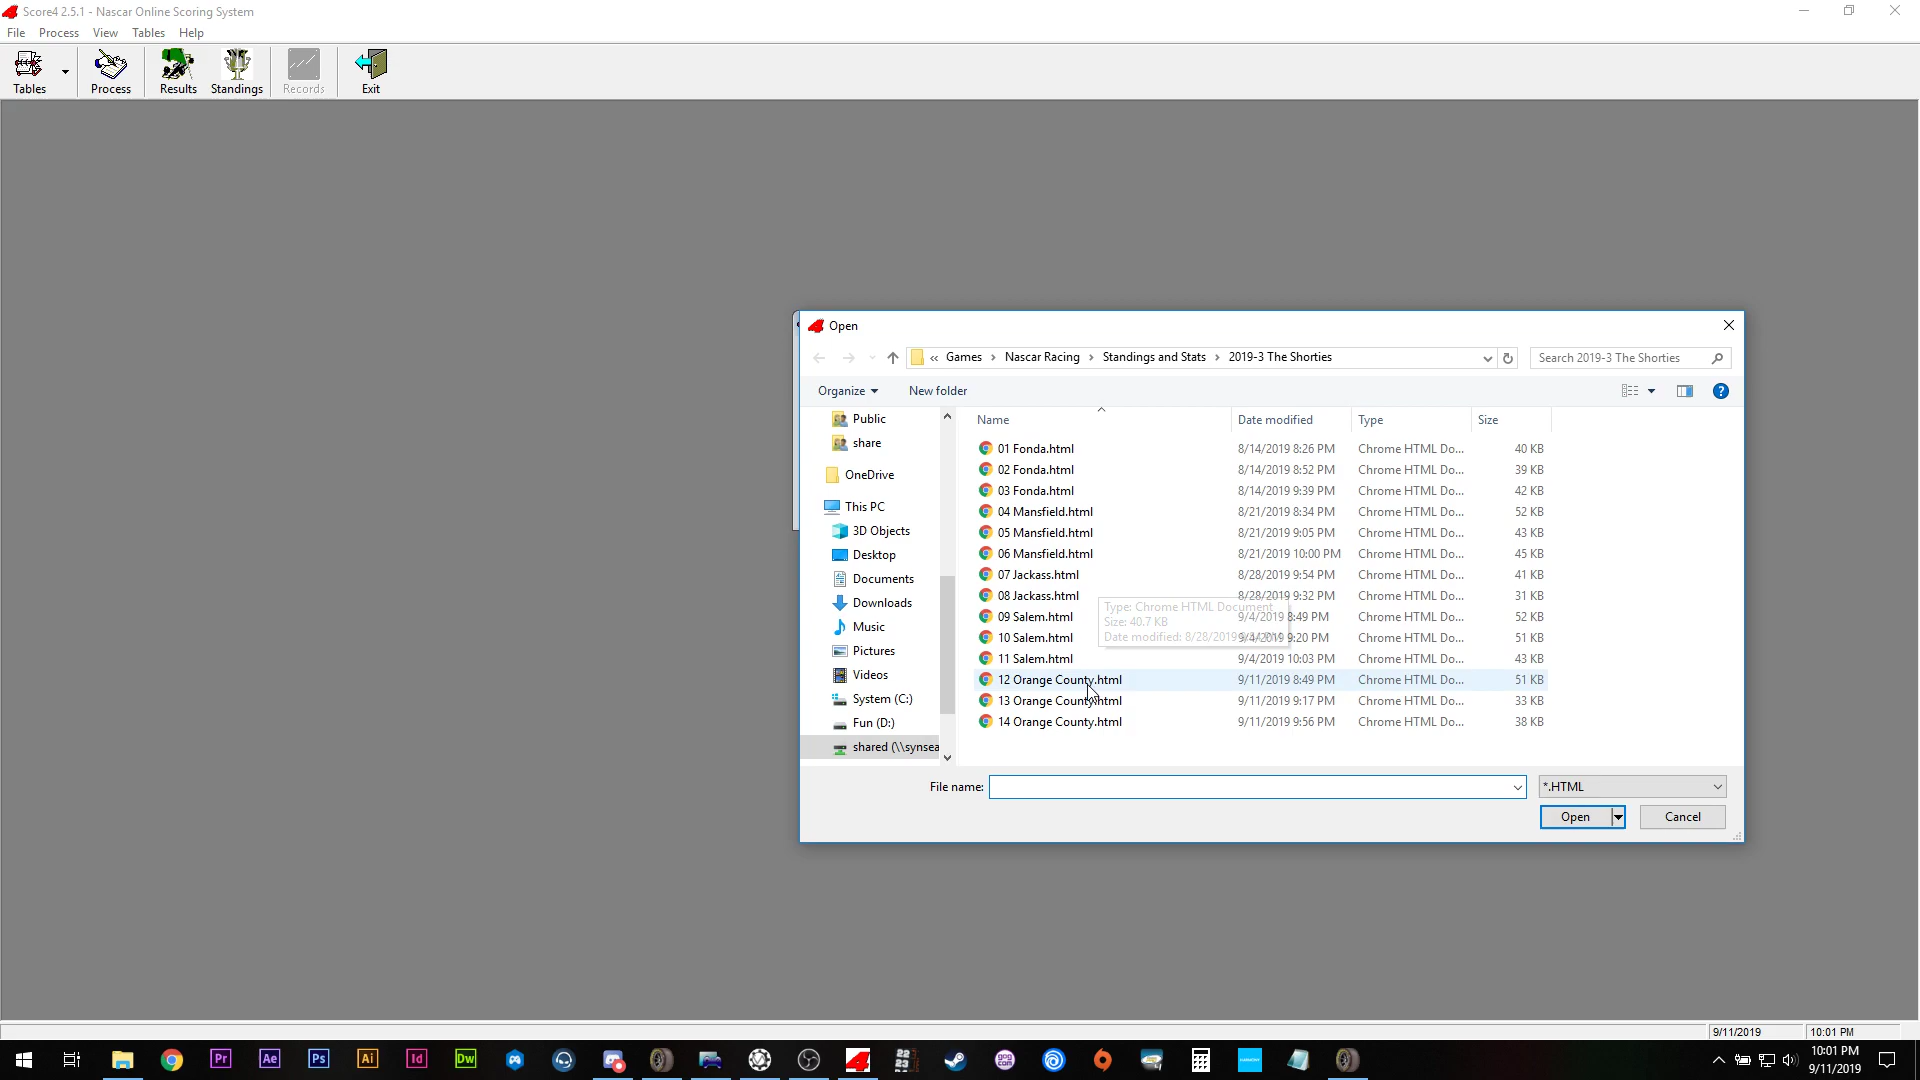 Score4 2.5.1 - Nascar Online Scoring System
File Process View Tables Help
Tables Process Results Standings Records Exit
Open
« Games › Nascar Racing › Standings and Stats › 2019-3 The Shorties
Search 2019-3 The Shorties
Organize New folder
Public
share
OneDrive
This PC
3D Objects
Desktop
Documents
Downloads
Music
Pictures
Videos
System (C:)
Fun (D:)
shared (\\synsea
Name Date modified Type Size
01 Fonda.html 8/14/2019 8:26 PM Chrome HTML Do... 40 KB
02 Fonda.html 8/14/2019 8:52 PM Chrome HTML Do... 39 KB
03 Fonda.html 8/14/2019 9:39 PM Chrome HTML Do... 42 KB
04 Mansfield.html 8/21/2019 8:34 PM Chrome HTML Do... 52 KB
05 Mansfield.html 8/21/2019 9:05 PM Chrome HTML Do... 43 KB
06 Mansfield.html 8/21/2019 10:00 PM Chrome HTML Do... 45 KB
07 Jackass.html 8/28/2019 9:54 PM Chrome HTML Do... 41 KB
08 Jackass.html 8/28/2019 9:32 PM Chrome HTML Do... 31 KB
09 Salem.html 9/4/2019 8:49 PM Chrome HTML Do... 52 KB
10 Salem.html 9/4/2019 9:20 PM Chrome HTML Do... 51 KB
11 Salem.html 9/4/2019 10:03 PM Chrome HTML Do... 43 KB
12 Orange County.html 9/11/2019 8:49 PM Chrome HTML Do... 51 KB
13 Orange County.html 9/11/2019 9:17 PM Chrome HTML Do... 33 KB
14 Orange County.html 9/11/2019 9:56 PM Chrome HTML Do... 38 KB
Type: Chrome HTML Document
Size: 40.7 KB
Date modified: 8/28/2019
File name:
*.HTML
Open Cancel
9/11/2019 10:01 PM
Pr Ae Ps Ai Id Dw
10:01 PM
9/11/2019